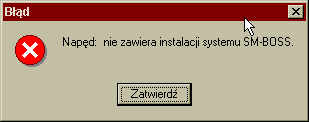 Błąd
Napęd:  nie zawiera instalacji systemu SM-BOSS.
Zatwierdź